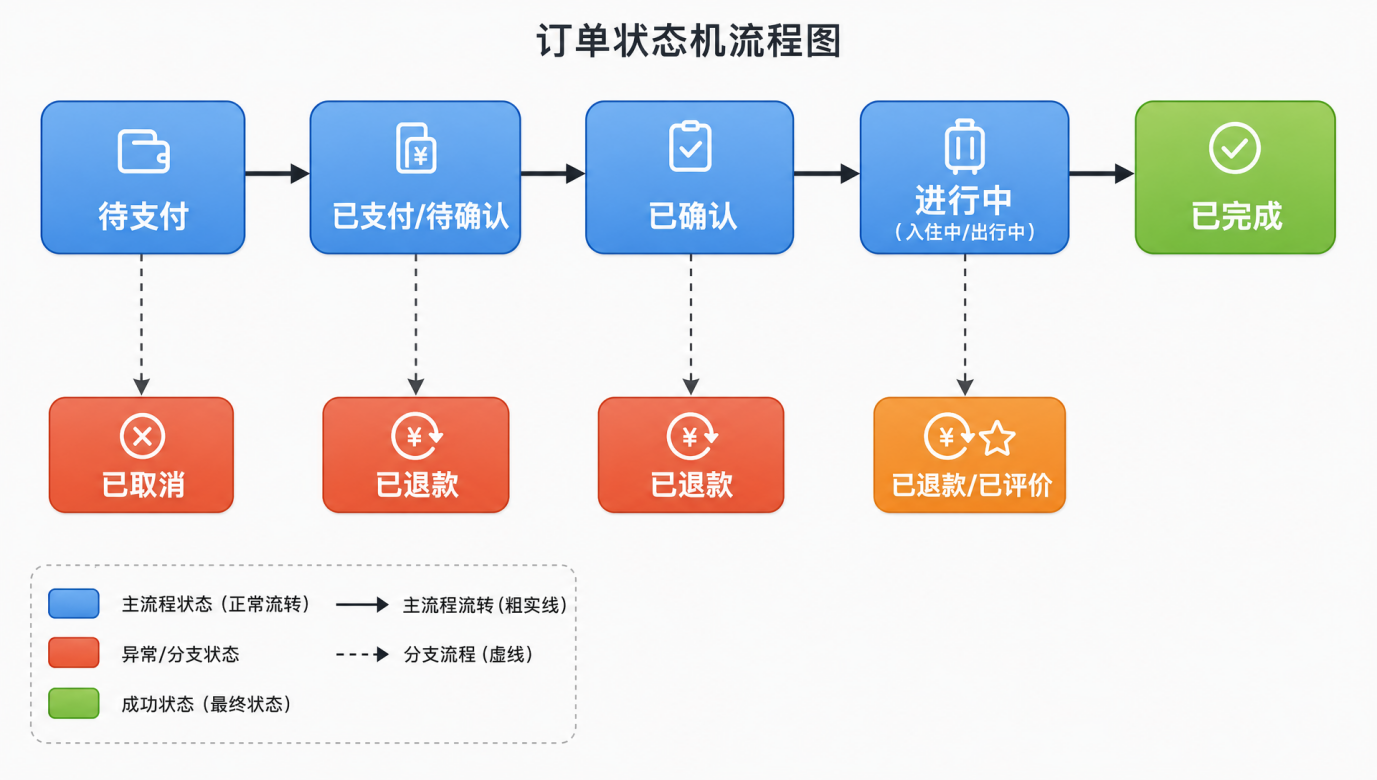 订单状态机流程图
待支付
已支付/待确认
已确认
进行中
（入住中/出行中）
已完成
已取消
已退款
已退款
已退款/已评价
主流程状态（正常流转）
主流程流转（粗实线）
异常/分支状态
分支流程（虚线）
成功状态（最终状态）